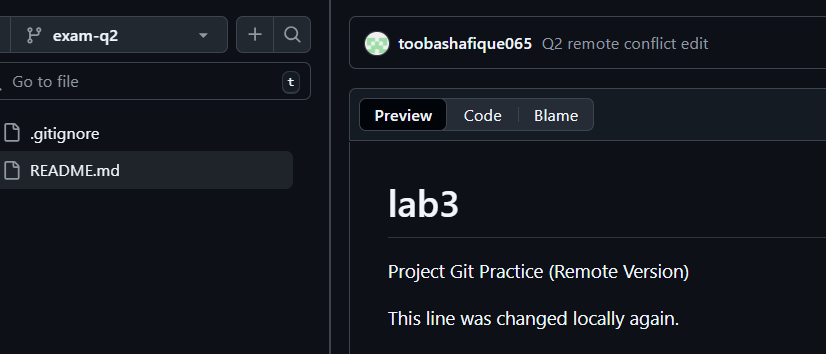 exam-q2
Go to file
t
.gitignore
README.md
toobashafique065 Q2 remote conflict edit
Preview Code Blame
lab3
Project Git Practice (Remote Version)
This line was changed locally again.